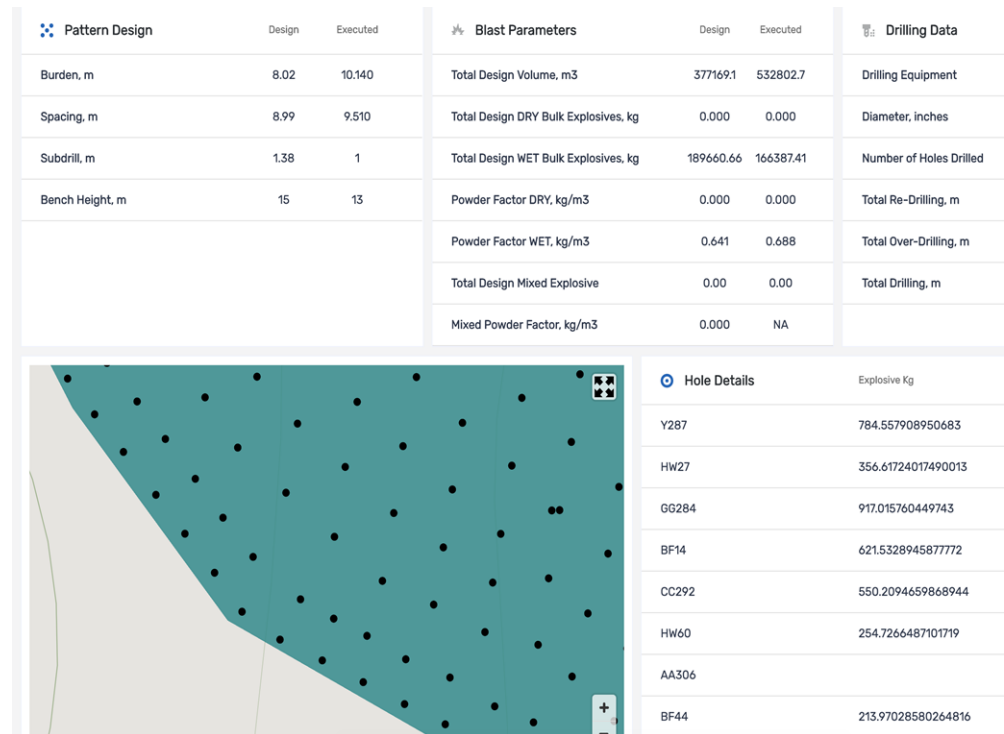 Pattern Design Design Executed
Burden, m 8.02 10.140
Spacing, m 8.99 9.510
Subdrill, m 1.38 1
Bench Height, m 15 13
Blast Parameters Design Executed
Total Design Volume, m3 377169.1 532802.7
Total Design DRY Bulk Explosives, kg 0.000 0.000
Total Design WET Bulk Explosives, kg 189660.66 166387.41
Powder Factor DRY, kg/m3 0.000 0.000
Powder Factor WET, kg/m3 0.641 0.688
Total Design Mixed Explosive 0.00 0.00
Mixed Powder Factor, kg/m3 0.000 NA
Drilling Data
Drilling Equipment
Diameter, inches
Number of Holes Drilled
Total Re-Drilling, m
Total Over-Drilling, m
Total Drilling, m
+
Hole Details Explosive Kg
Y287 784.557908950683
HW27 356.61724017490013
GG284 917.015760449743
BF14 621.5328945877772
CC292 550.2094659868944
HW60 254.7266487101719
AA306
BF44 213.97028580264816